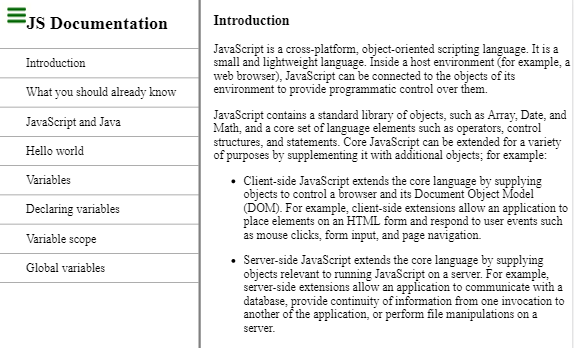 JS Documentation
Introduction
What you should already know
JavaScript and Java
Hello world
Variables
Declaring variables
Variable scope
Global variables
Introduction
JavaScript is a cross-platform, object-oriented scripting language. It is a
small and lightweight language. Inside a host environment (for example, a
web browser), JavaScript can be connected to the objects of its
environment to provide programmatic control over them.
JavaScript contains a standard library of objects, such as Array, Date, and
Math, and a core set of language elements such as operators, control
structures, and statements. Core JavaScript can be extended for a variety
of purposes by supplementing it with additional objects; for example:
• Client-side JavaScript extends the core language by supplying
objects to control a browser and its Document Object Model
(DOM). For example, client-side extensions allow an application to
place elements on an HTML form and respond to user events such
as mouse clicks, form input, and page navigation.
• Server-side JavaScript extends the core language by supplying
objects relevant to running JavaScript on a server. For example,
server-side extensions allow an application to communicate with a
database, provide continuity of information from one invocation to
another of the application, or perform file manipulations on a
server.